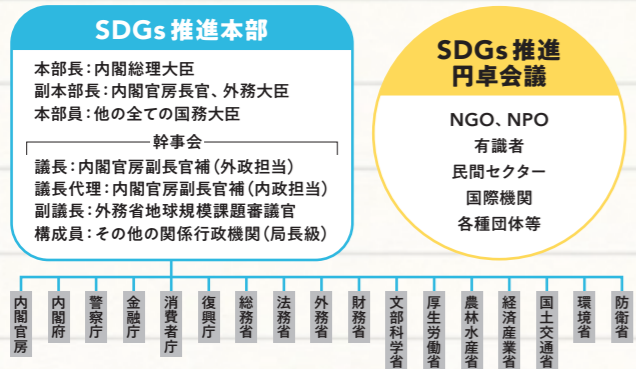 SDGs推進本部
本部長：内閣総理大臣
副本部長：内閣官房長官、外務大臣
本部員：他の全ての国務大臣
幹事会
議長：内閣官房副長官補（外政担当）
議長代理：内閣官房副長官補（内政担当）
副議長：外務省地球規模課題審議官
構成員：その他の関係行政機関（局長級）
SDGs推進
円卓会議
NGO、NPO
有識者
民間セクター
国際機関
各種団体等
内閣官房
内閣府
警察庁
金融庁
消費者庁
復興庁
総務省
法務省
外務省
財務省
文部科学省
厚生労働省
農林水産省
経済産業省
国土交通省
環境省
防衛省